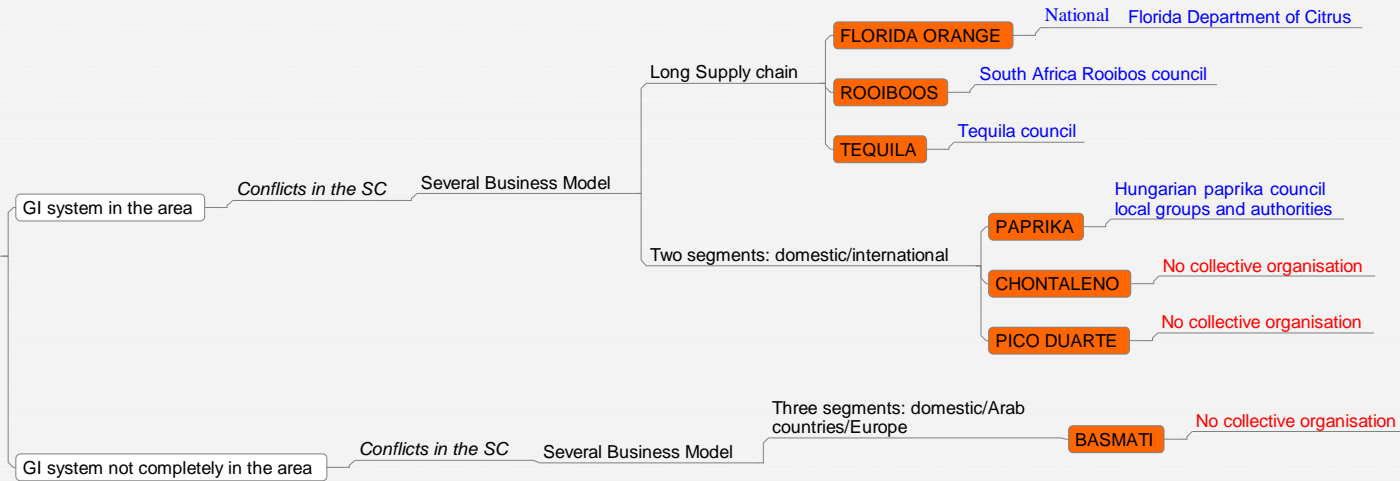 National Florida Department of Citrus
FLORIDA ORANGE
Long Supply chain
South Africa Rooibos council
ROOIBOOS
Tequila council
TEQUILA
GI system in the area
Conflicts in the SC
Several Business Model
Hungarian paprika council
local groups and authorities
PAPRIKA
Two segments: domestic/international
No collective organisation
CHONTALENO
No collective organisation
PICO DUARTE
GI system not completely in the area
Conflicts in the SC
Several Business Model
Three segments: domestic/Arab
countries/Europe
BASMATI
No collective organisation